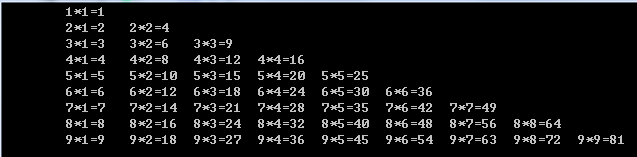 1*1=1
2*1=2 2*2=4
3*1=3 3*2=6 3*3=9
4*1=4 4*2=8 4*3=12 4*4=16
5*1=5 5*2=10 5*3=15 5*4=20 5*5=25
6*1=6 6*2=12 6*3=18 6*4=24 6*5=30 6*6=36
7*1=7 7*2=14 7*3=21 7*4=28 7*5=35 7*6=42 7*7=49
8*1=8 8*2=16 8*3=24 8*4=32 8*5=40 8*6=48 8*7=56 8*8=64
9*1=9 9*2=18 9*3=27 9*4=36 9*5=45 9*6=54 9*7=63 9*8=72 9*9=81